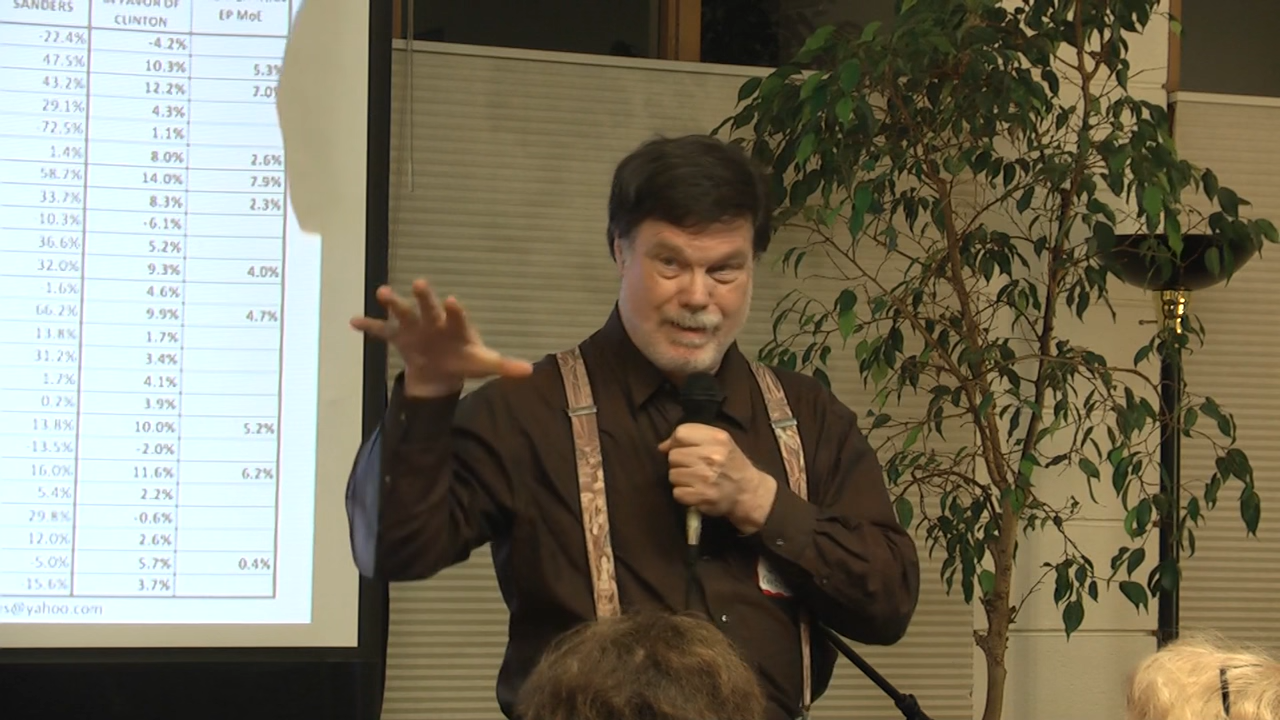 SANDERS IN FAVOR OF CLINTON EP MoE
-22.4% -4.2%
47.5% 10.3% 5.3%
43.2% 12.2% 7.0%
29.1% 4.3%
-72.5% 1.1%
1.4% 8.0% 2.6%
58.7% 14.0% 7.9%
33.7% 8.3% 2.3%
10.3% -6.1%
36.6% 5.2%
32.0% 9.3% 4.0%
1.6% 4.6%
66.2% 9.9% 4.7%
13.8% 1.7%
31.2% 3.4%
1.7% 4.1%
0.2% 3.9%
13.8% 10.0% 5.2%
-13.5% -2.0%
16.0% 11.6% 6.2%
5.4% 2.2%
29.8% -0.6%
12.0% 2.6%
5.0% 5.7% 0.4%
15.6% 3.7%
es@yahoo.com